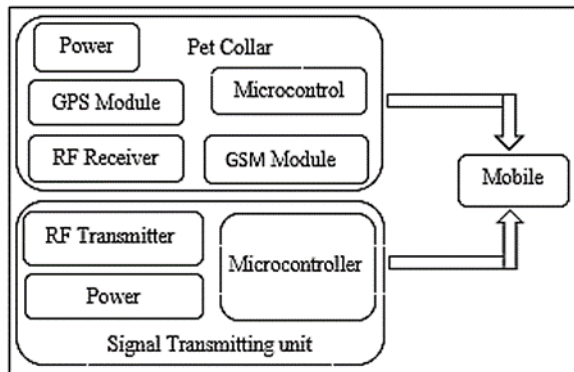 Power
Pet Collar
GPS Module
Microcontrol
RF Receiver
GSM Module
Mobile
RF Transmitter
Microcontroller
Power
Signal Transmitting unit